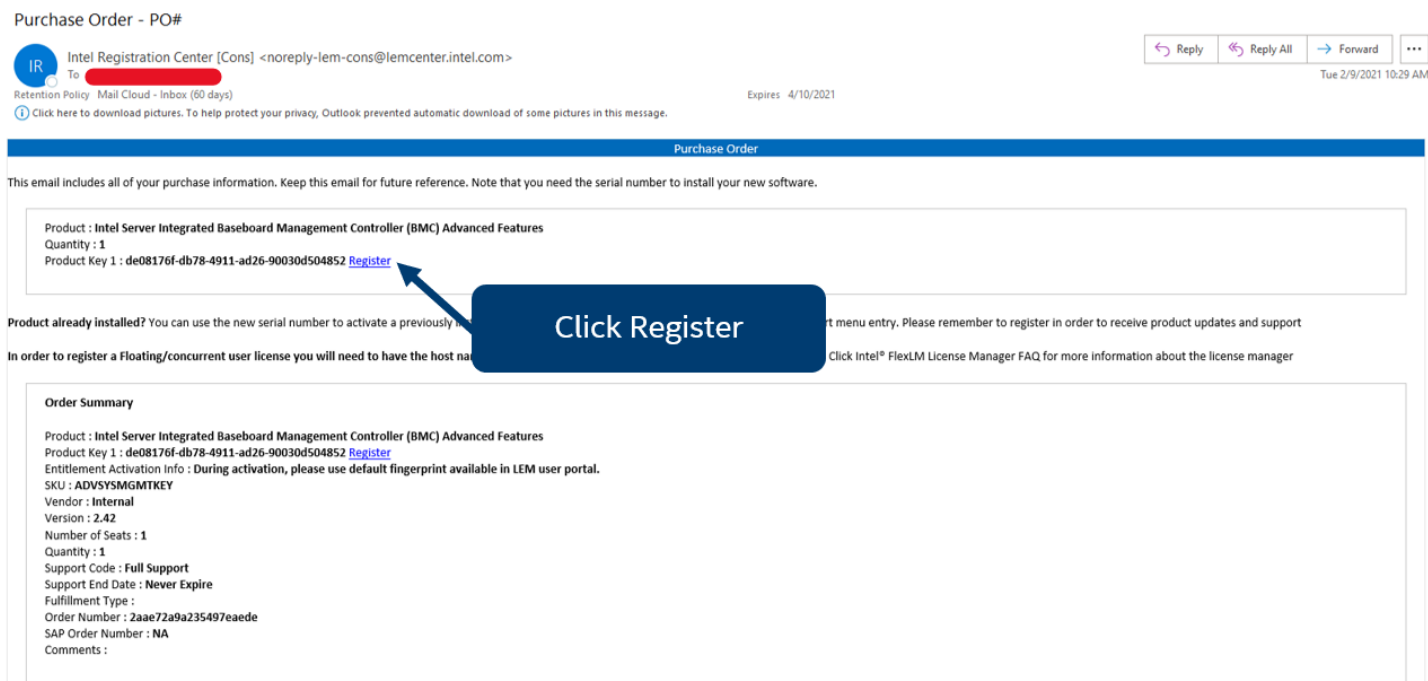 Purchase Order - PO#
IR
Intel Registration Center [Cons] <noreply-lem-cons@lemcenter.intel.com>
To
Reply
Reply All
Forward
...
Tue 2/9/2021 10:29 AM
Retention Policy Mail Cloud - Inbox (60 days)
Expires 4/10/2021
Click here to download pictures. To help protect your privacy, Outlook prevented automatic download of some pictures in this message.
Purchase Order
This email includes all of your purchase information. Keep this email for future reference. Note that you need the serial number to install your new software.
Product : Intel Server Integrated Baseboard Management Controller (BMC) Advanced Features
Quantity : 1
Product Key 1 : de08176f-db78-4911-ad26-90030d504852 Register
Click Register
Product already installed? You can use the new serial number to activate a previously menu entry. Please remember to register in order to receive product updates and support
In order to register a Floating/concurrent user license you will need to have the host Click Intel® FlexLM License Manager FAQ for more information about the license manager
Order Summary
Product : Intel Server Integrated Baseboard Management Controller (BMC) Advanced Features
Product Key 1 : de08176f-db78-4911-ad26-90030d504852 Register
Entitlement Activation Info : During activation, please use default fingerprint available in LEM user portal.
SKU : ADVSYSMGMTKEY
Vendor : Internal
Version : 2.42
Number of Seats : 1
Quantity : 1
Support Code : Full Support
Support End Date : Never Expire
Fulfillment Type :
Order Number : 2aae72a9a235497eaede
SAP Order Number : NA
Comments :